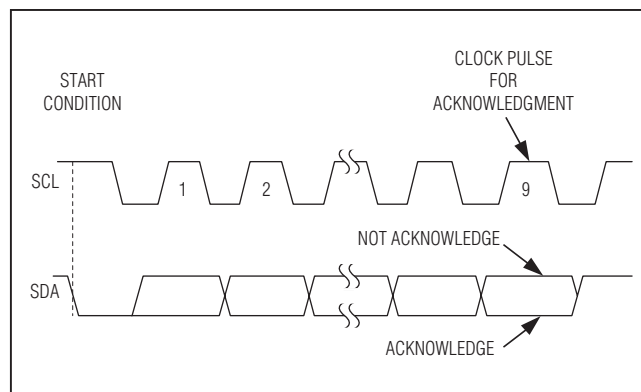 START
CONDITION
CLOCK PULSE
FOR
ACKNOWLEDGMENT
SCL
1
2
9
NOT ACKNOWLEDGE
SDA
ACKNOWLEDGE